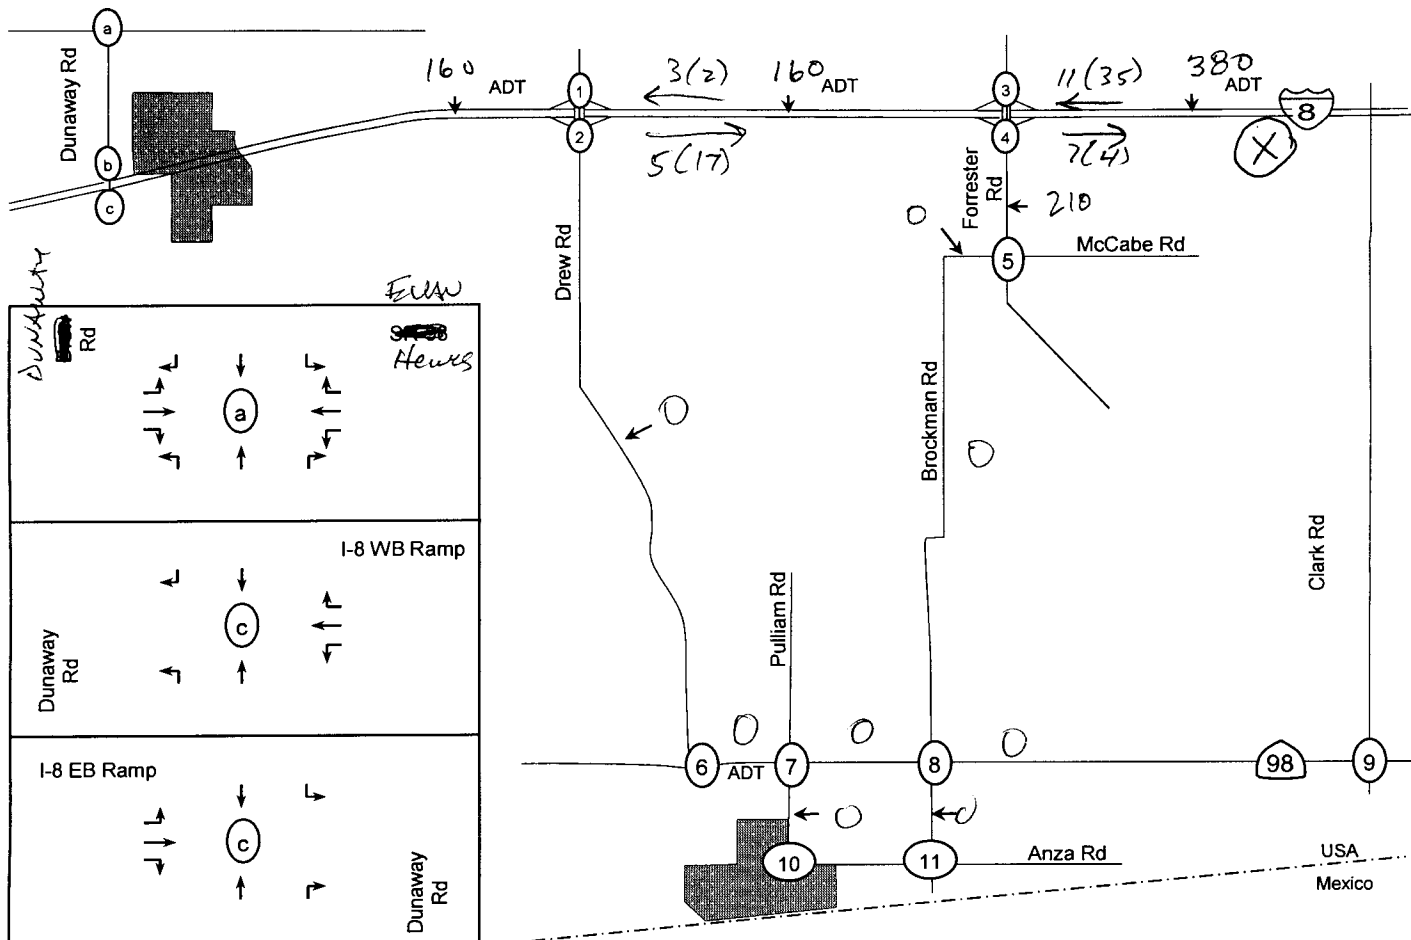 a
Dunaway Rd
160 ADT
3(2)
160 ADT
11(35)
380 ADT
1
3
8
2
5(17)
4
7(4)
X
b
c
Forrester Rd
210
0
McCabe Rd
5
Drew Rd
0
Brockman Rd
0
Clark Rd
Pulliam Rd
0
0
0
6
ADT
7
8
98
9
0
0
10
11
Anza Rd
USA
Mexico
Rd
Evan
Hewes
a
I-8 WB Ramp
c
Dunaway Rd
I-8 EB Ramp
c
Dunaway Rd